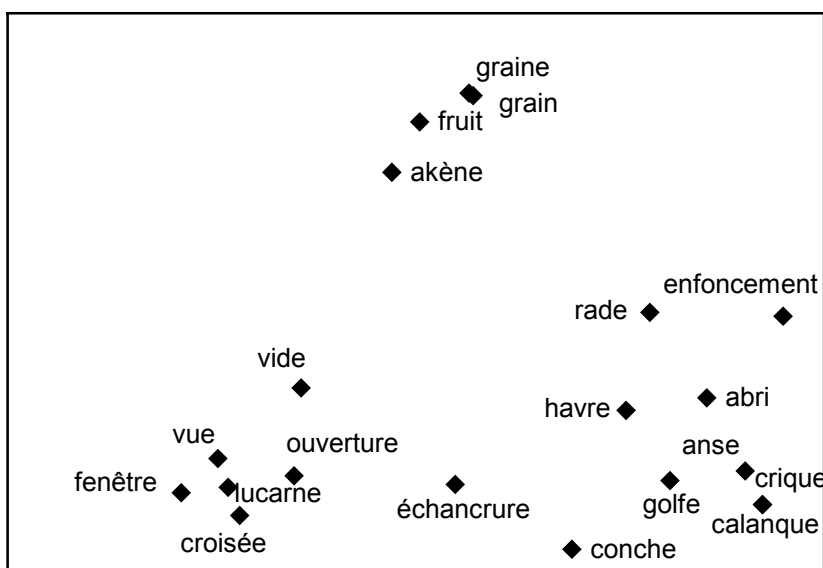 graine
grain
fruit
akène
enfoncement
rade
vide
abri
havre
vue
ouverture
anse
fenêtre
lucarne
crique
échancrure
golfe
calanque
croisée
conche